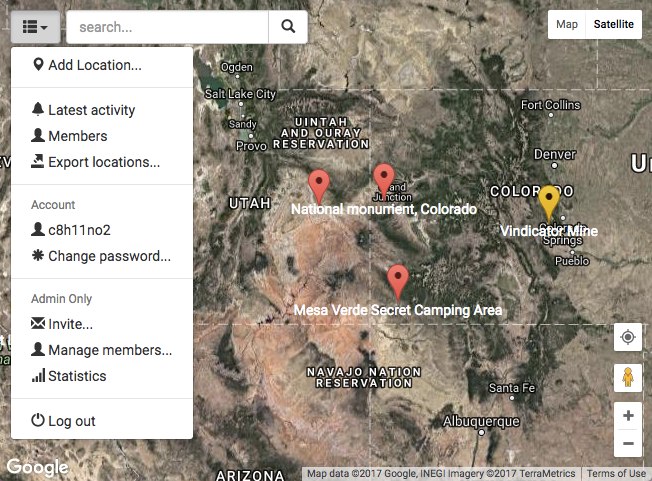 search...
Map
Satellite
Add Location...
Latest activity
Members
Export locations...
Account
c8h11no2
Change password...
Admin Only
Invite...
Manage members...
Statistics
Log out
Ogden
Salt Lake City
Sandy
Provo
UINTAH
AND OURAY
RESERVATION
Fort Collins
Denver
UTAH
COLORADO
Junction
National monument, Colorado
Vindicator Mine
Springs
Pueblo
Mesa Verde Secret Camping Area
NAVAJO NATION
RESERVATION
Santa Fe
Albuquerque
ARIZONA
Google
Map data ©2017 Google, INEGI Imagery ©2017 TerraMetrics
Terms of Use